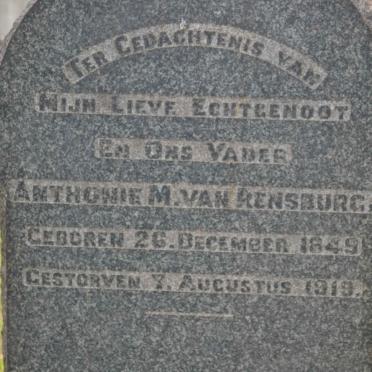 Ter Gedachtenis van
Mijn Lieve Echtgenoot
En Ons Vader
Anthonie M. van Rensburg,
Geboren 26. December 1849
Gestorven 7. Augustus 1919.